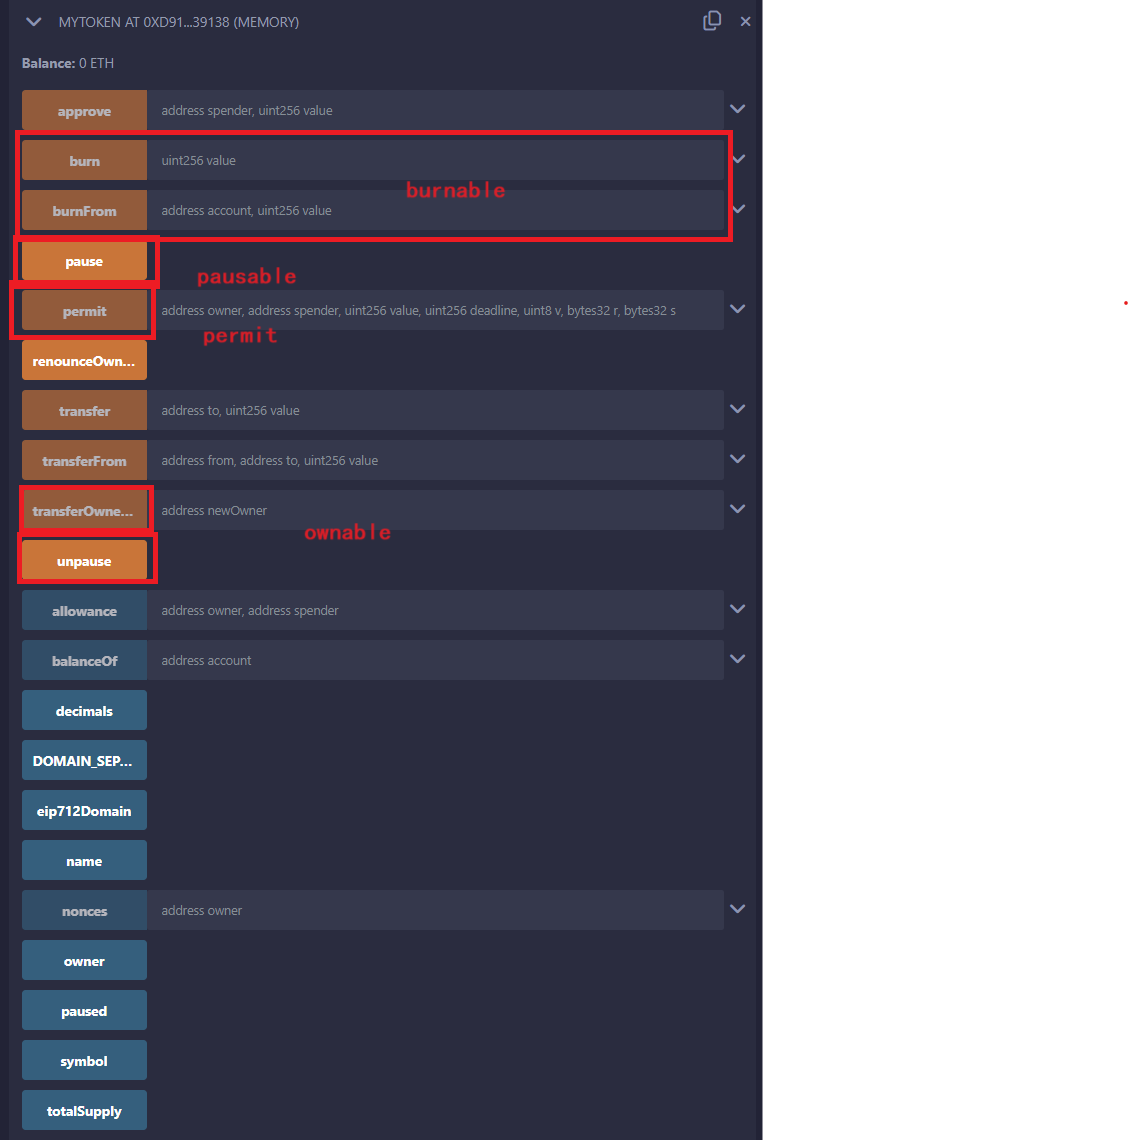 MYTOKEN AT 0XD91...39138 (MEMORY)
Balance: 0 ETH
approve address spender, uint256 value
burn uint256 value
burnable
burnFrom address account, uint256 value
pause
pausable
permit address owner, address spender, uint256 value, uint256 deadline, uint8 v, bytes32 r, bytes32 s
permit
renounceOwn...
transfer address to, uint256 value
transferFrom address from, address to, uint256 value
transferOwne... address newOwner
ownable
unpause
allowance address owner, address spender
balanceOf address account
decimals
DOMAIN_SEP...
eip712Domain
name
nonces address owner
owner
paused
symbol
totalSupply